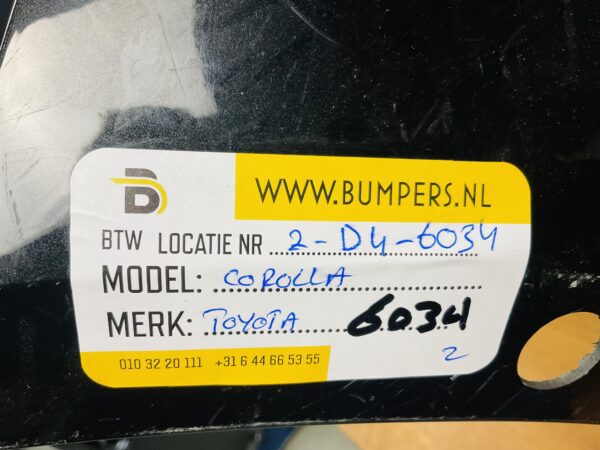 B WWW.BUMPERS.NL
BTW LOCATIE NR 2-D4-6034
MODEL: COROLLA
MERK: TOYOTA 6034
010 32 20 111 +31 6 44 66 53 55 2